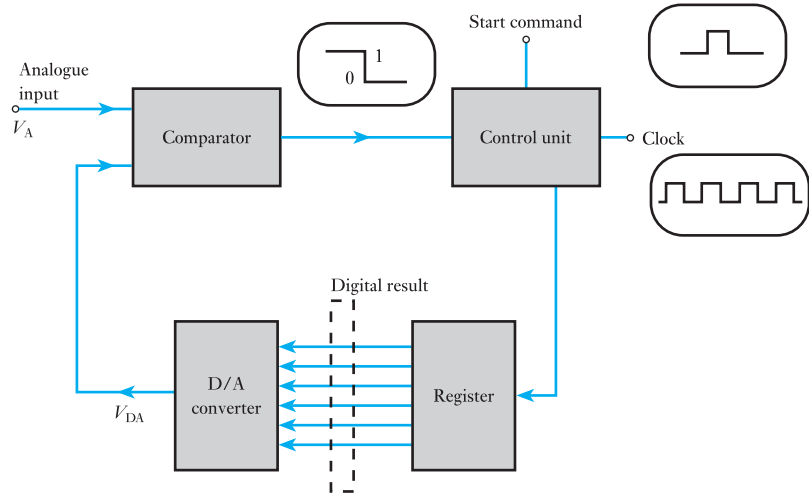 Start command
Analogue
input
V_A
1
0
Comparator
Control unit
Clock
Digital result
D/A
converter
Register
V_DA